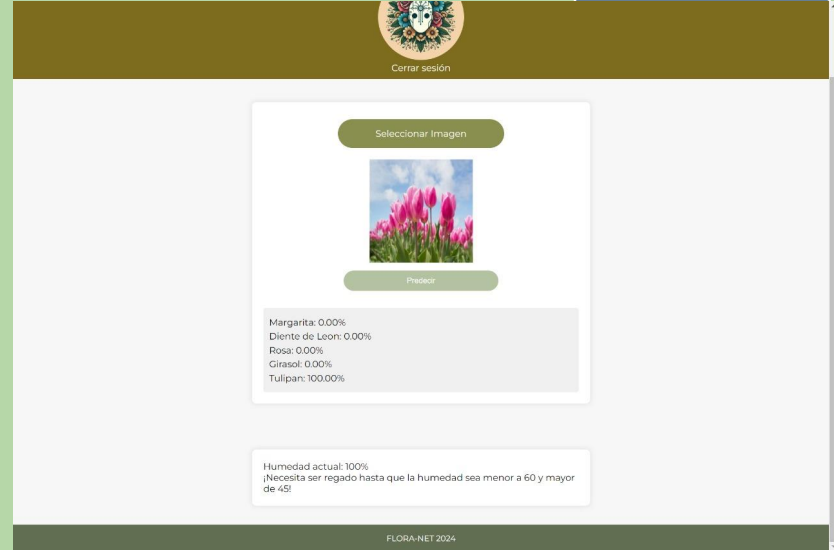 Cerrar sesión
Seleccionar Imagen
Predecir
Margarita: 0.00%
Diente de Leon: 0.00%
Rosa: 0.00%
Girasol: 0.00%
Tulipan: 100.00%
Humedad actual: 100%
¡Necesita ser regado hasta que la humedad sea menor a 60 y mayor
de 45!
FLORA-NET 2024